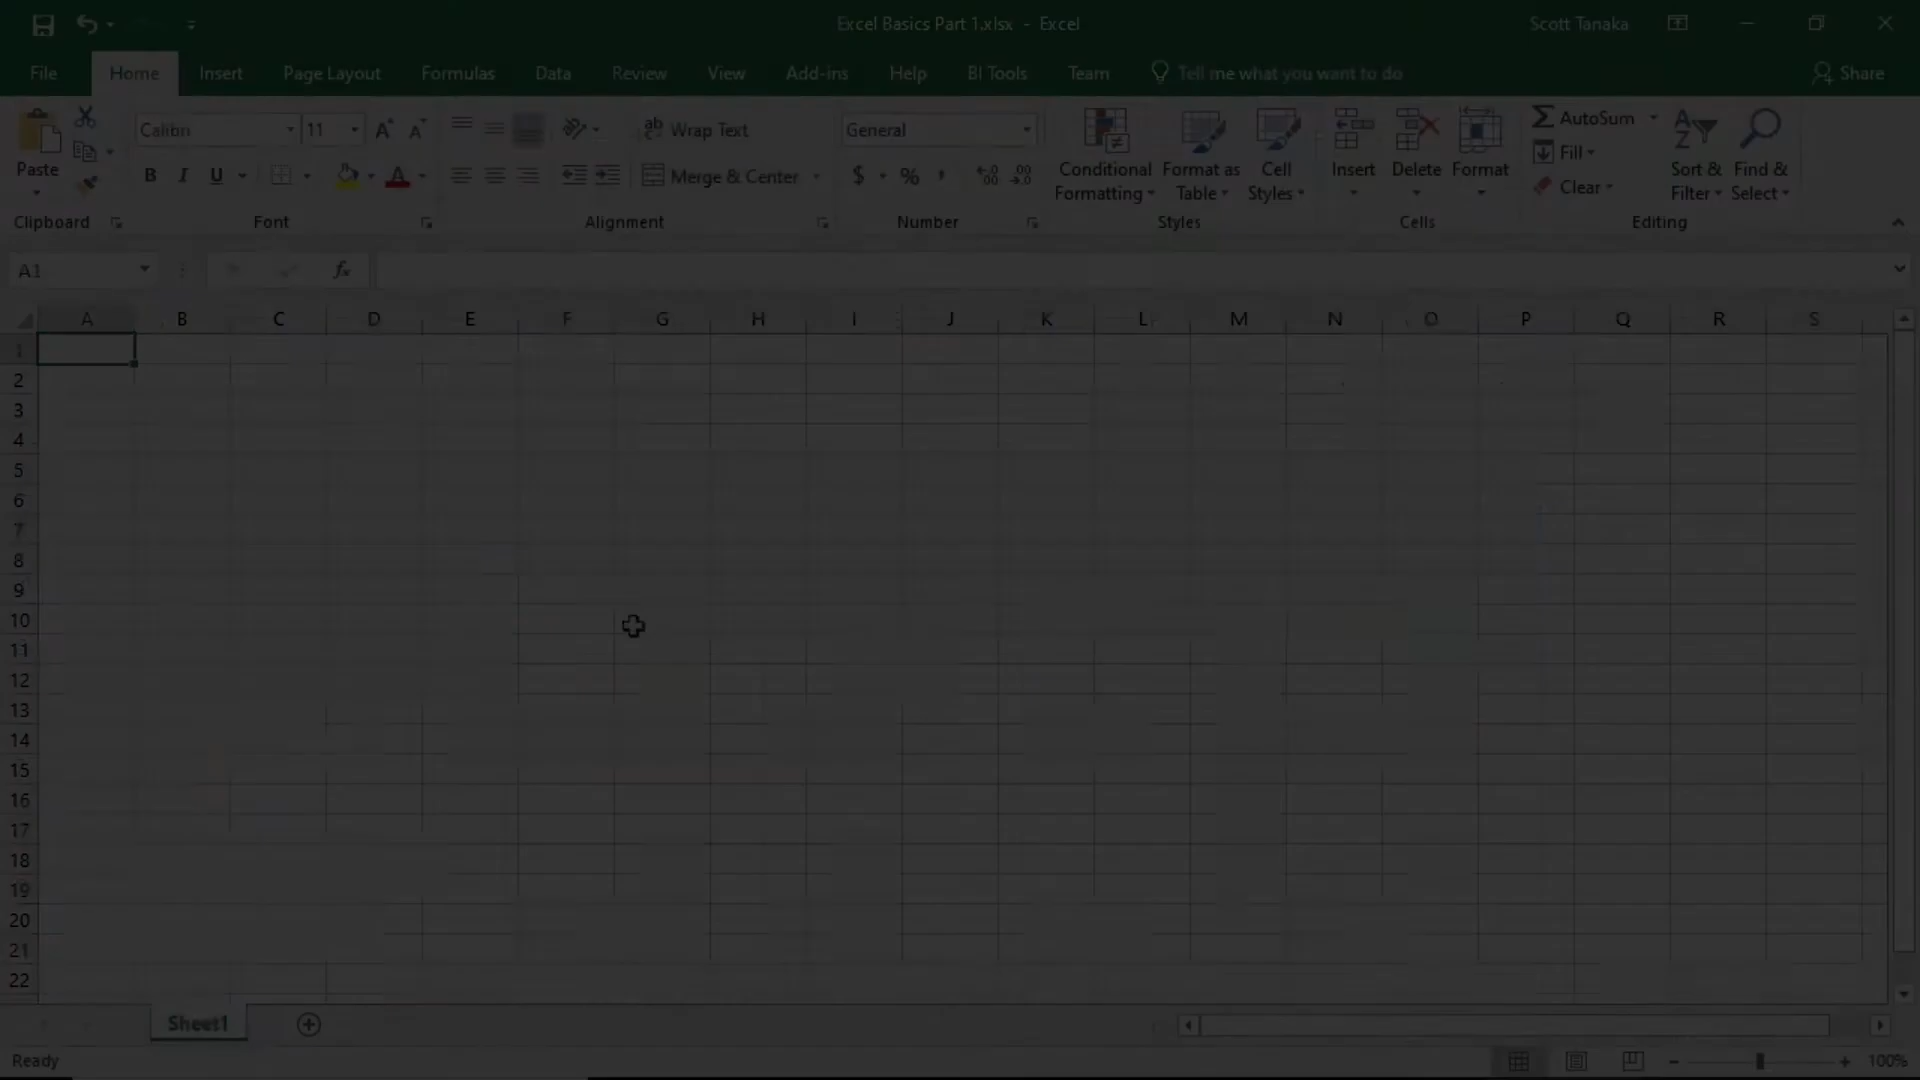 Excel Basics Part 1.xlsx - Excel
Scott Tanaka
File Home Insert Page Layout Formulas Data Review View Add-ins Help BI Tools Team Tell me what you want to do Share
Calibri 11 ab Wrap Text General AutoSum
Fill
Paste B I U A Merge & Center $ % , Conditional Formatting Format as Table Cell Styles Insert Delete Format Clear Sort & Filter Find & Select
Clipboard Font Alignment Number Styles Cells Editing
A1 fx
A B C D E F G H I J K L M N O P Q R S
1
2
3
4
5
6
7
8
9
10
11
12
13
14
15
16
17
18
19
20
21
22
Sheet1
Ready 100%